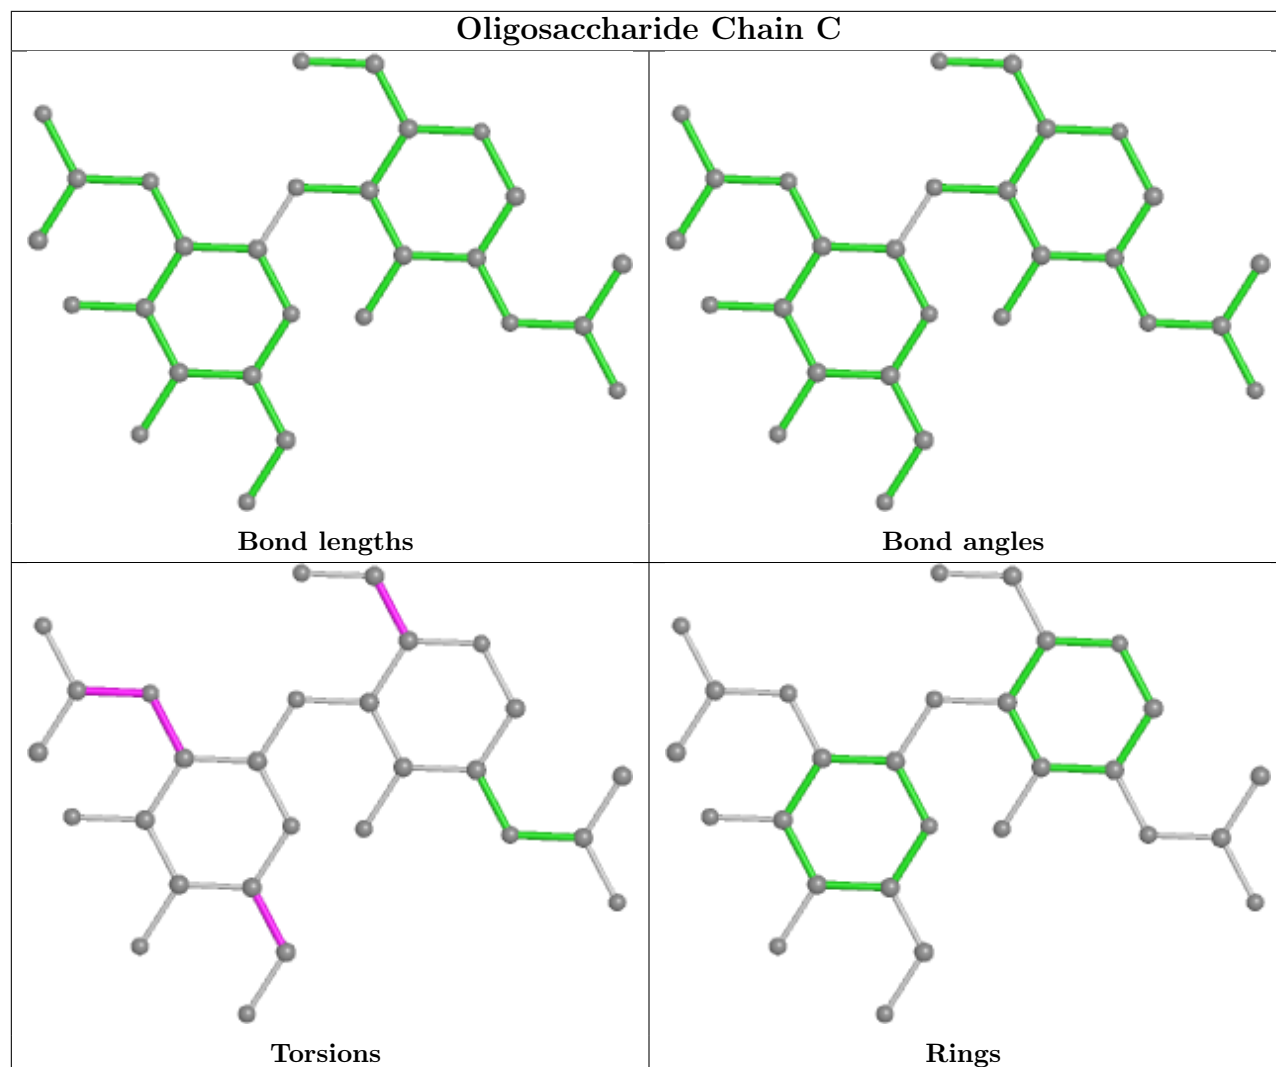 Oligosaccharide Chain C
Bond lengths
Bond angles
Torsions
Rings